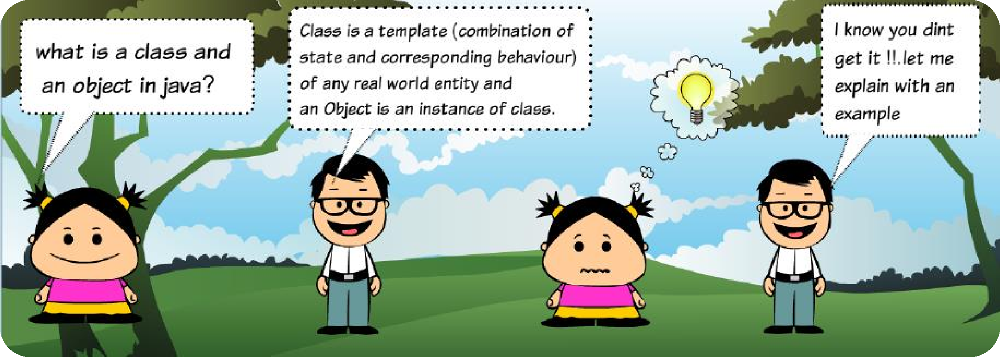 what is a class and
an object in java?
Class is a template (combination of
state and corresponding behaviour)
of any real world entity and
an Object is an instance of class.
I know you dint
get it !!.let me
explain with an
example